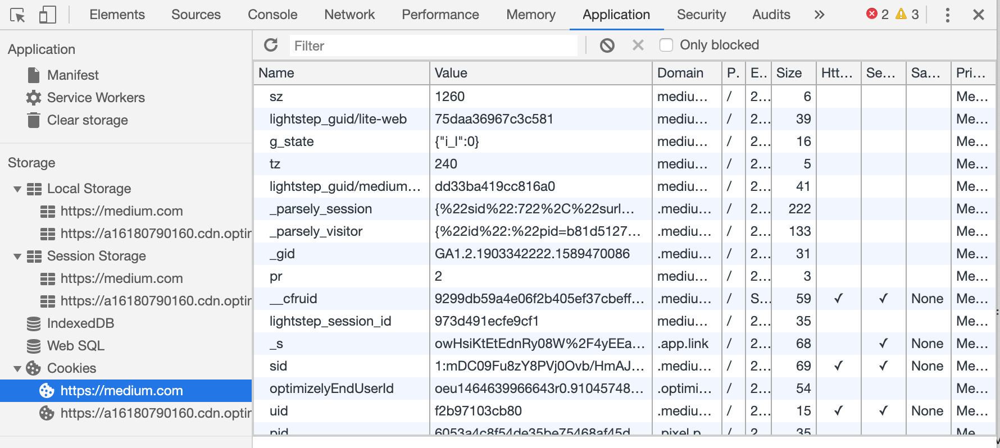 Elements Sources Console Network Performance Memory Application Security Audits » 2 3
Application
Manifest
Service Workers
Clear storage
Storage
Local Storage
https://medium.com
https://a16180790160.cdn.optin
Session Storage
https://medium.com
https://a16180790160.cdn.optin
IndexedDB
Web SQL
Cookies
https://medium.com
https://a16180790160.cdn.optin
Filter Only blocked
Name Value Domain P. E.. Size Htt... Se... Sa... Pri...
sz 1260 mediu... / 2... 6 Me...
lightstep_guid/lite-web 75daa36967c3c581 mediu... / 2... 39 Me...
g_state {"i_l":0} mediu... / 2... 16 Me...
tz 240 mediu... / 2... 5 Me...
lightstep_guid/medium... dd33ba419cc816a0 mediu... / 2... 41 Me...
_parsely_session {%22sid%22:722%2C%22surl... .mediu... / 2... 222 Me...
_parsely_visitor {%22id%22:%22pid=b81d5127... .mediu... / 2... 133 Me...
_gid GA1.2.1903342222.1589470086 .mediu... / 2... 31 Me...
pr 2 mediu... / 2... 3 Me...
__cfruid 9299db59a4e06f2b405ef37cbeff... .mediu... / S... 59 ✓ ✓ None Me...
lightstep_session_id 973d491ecfe9cf1 mediu... / 2... 35 Me...
_s owHsiKtEtEdnRy08W%2F4yEEa... .app.link / 2... 68 ✓ None Me...
sid 1:mDC09Fu8zY8PVj0Ovb/HmAJ... .mediu... / 2... 69 ✓ ✓ None Me...
optimizelyEndUserId oeu1464639966643r0.91045748... .optimi... / 2... 54 Me...
uid f2b97103cb80 .mediu... / 2... 15 ✓ ✓ None Me...
pid 6053a4c8f54de35be75468af45d .pixel.p / 2 35 Me